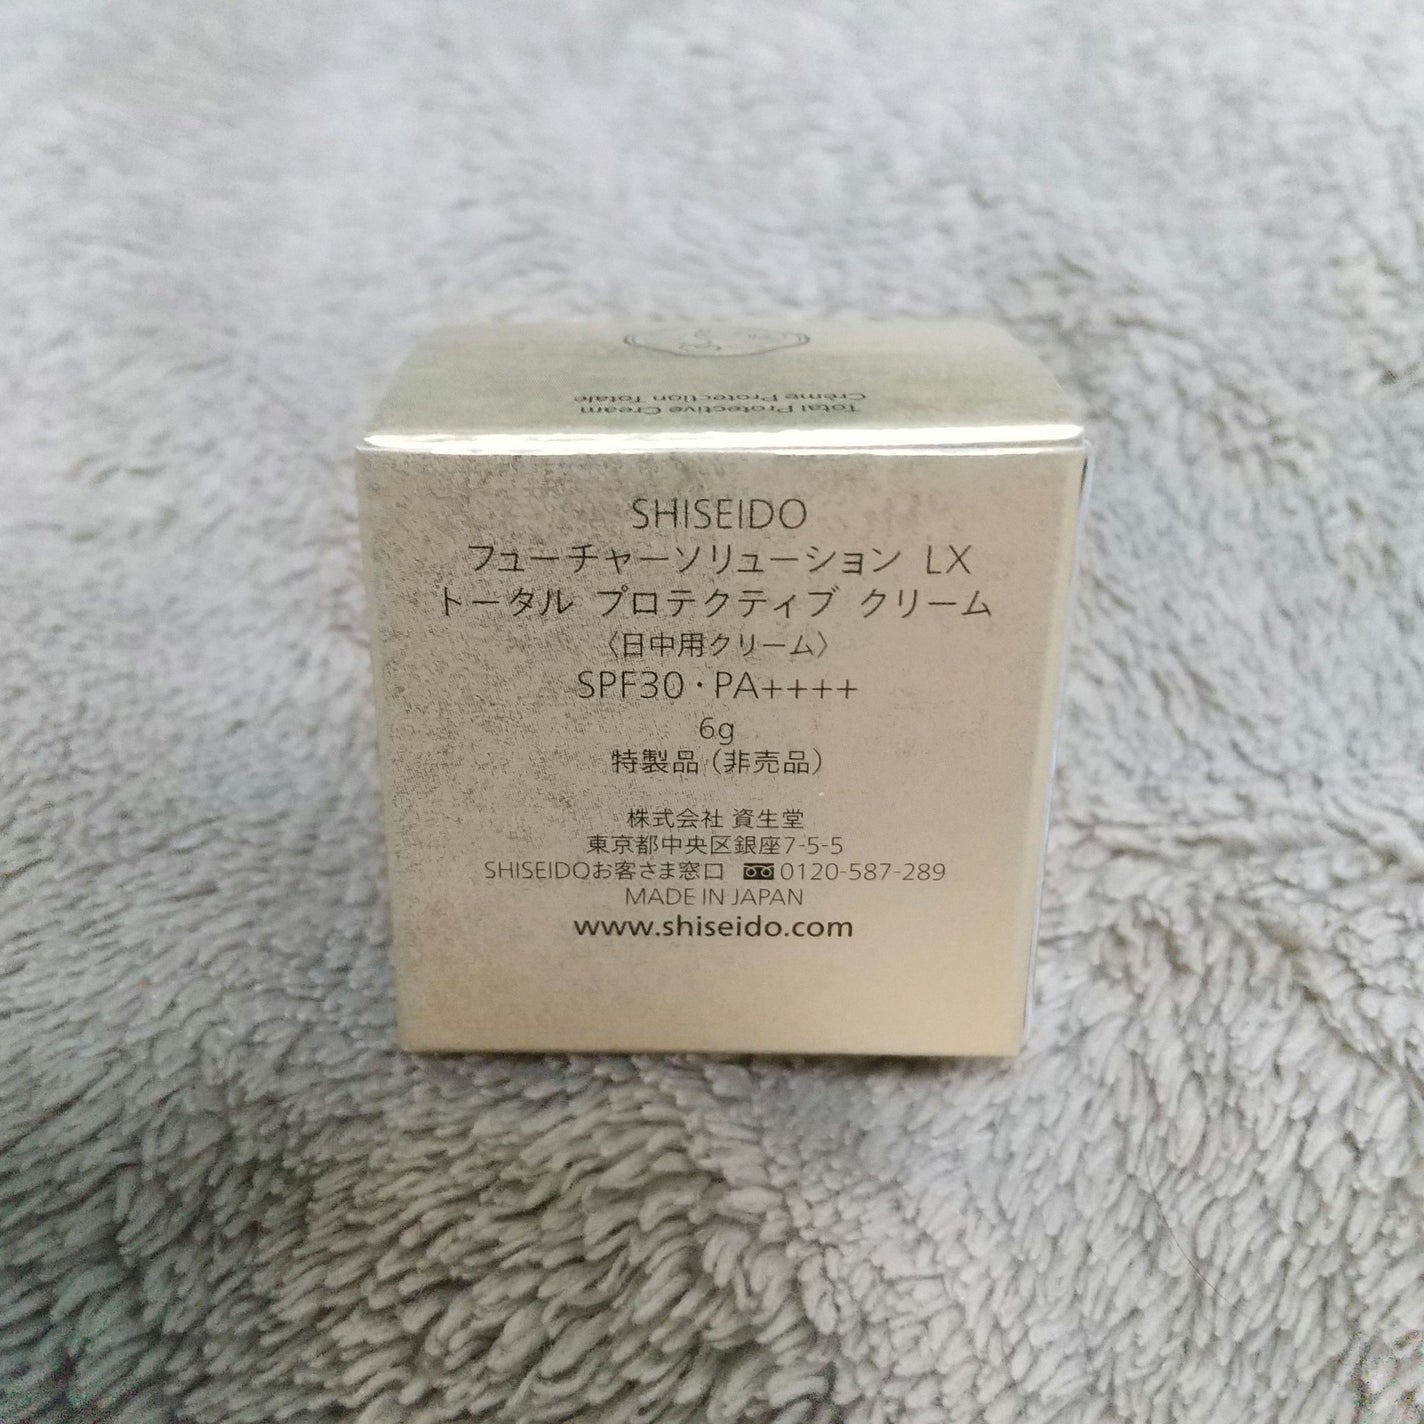 Crème Protection Totale
Total Protective Cream
SHISEIDO
フューチャーソリューション LX
トータル プロテクティブ クリーム
〈日中用クリーム〉
SPF30・PA++++
6g
特製品（非売品）
株式会社 資生堂
東京都中央区銀座7-5-5
SHISEIDOお客さま窓口 0120-587-289
MADE IN JAPAN
www.shiseido.com